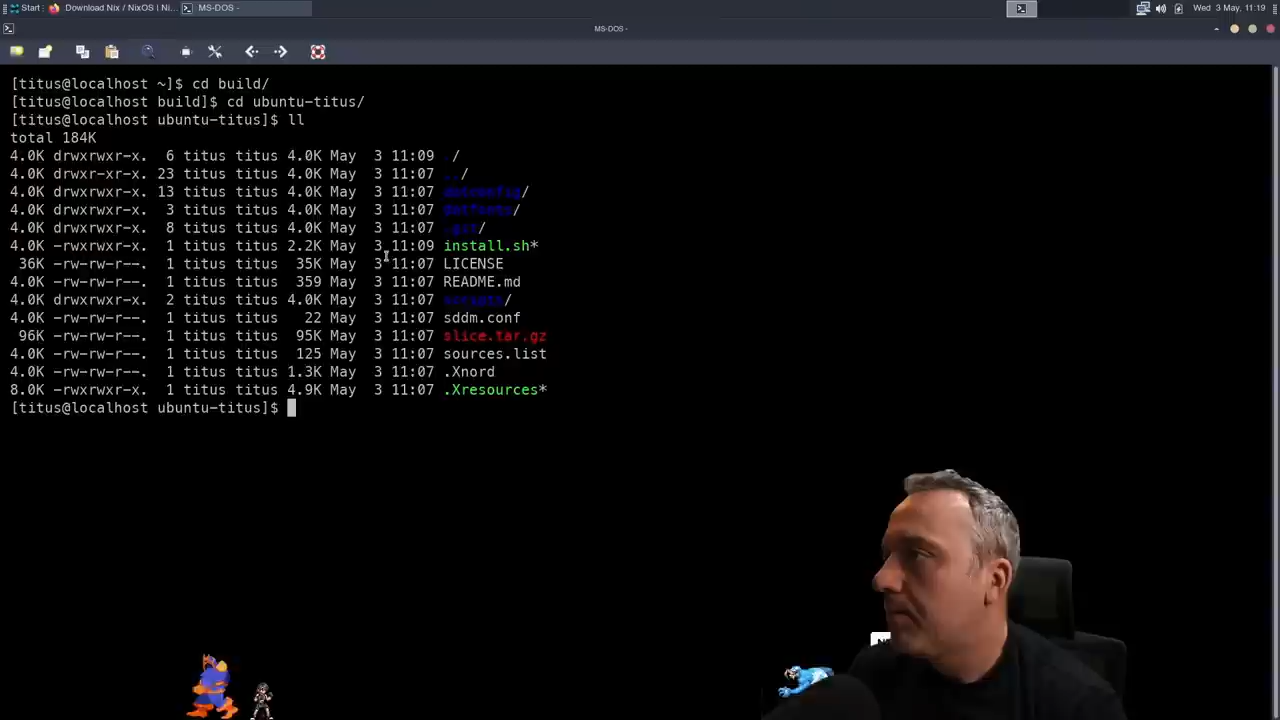 Start
Download Nix / NixOS | Ni...
MS-DOS -
Wed 3 May, 11:19
MS-DOS -
[titus@localhost ~]$ cd build/
[titus@localhost build]$ cd ubuntu-titus/
[titus@localhost ubuntu-titus]$ ll
total 184K
4.0K drwxrwxr-x. 6 titus titus 4.0K May 3 11:09 ./
4.0K drwxr-xr-x. 23 titus titus 4.0K May 3 11:07 ../
4.0K drwxrwxr-x. 13 titus titus 4.0K May 3 11:07 dotconfig/
4.0K drwxrwxr-x. 3 titus titus 4.0K May 3 11:07 dotfonts/
4.0K drwxrwxr-x. 8 titus titus 4.0K May 3 11:07 .git/
4.0K -rwxrwxr-x. 1 titus titus 2.2K May 3 11:09 install.sh*
36K -rw-rw-r--. 1 titus titus 35K May 3 11:07 LICENSE
4.0K -rw-rw-r--. 1 titus titus 359 May 3 11:07 README.md
4.0K drwxrwxr-x. 2 titus titus 4.0K May 3 11:07 scripts/
4.0K -rw-rw-r--. 1 titus titus 22 May 3 11:07 sddm.conf
96K -rw-rw-r--. 1 titus titus 95K May 3 11:07 slice.tar.gz
4.0K -rw-rw-r--. 1 titus titus 125 May 3 11:07 sources.list
4.0K -rw-rw-r--. 1 titus titus 1.3K May 3 11:07 .Xnord
8.0K -rwxrwxr-x. 1 titus titus 4.9K May 3 11:07 .Xresources*
[titus@localhost ubuntu-titus]$